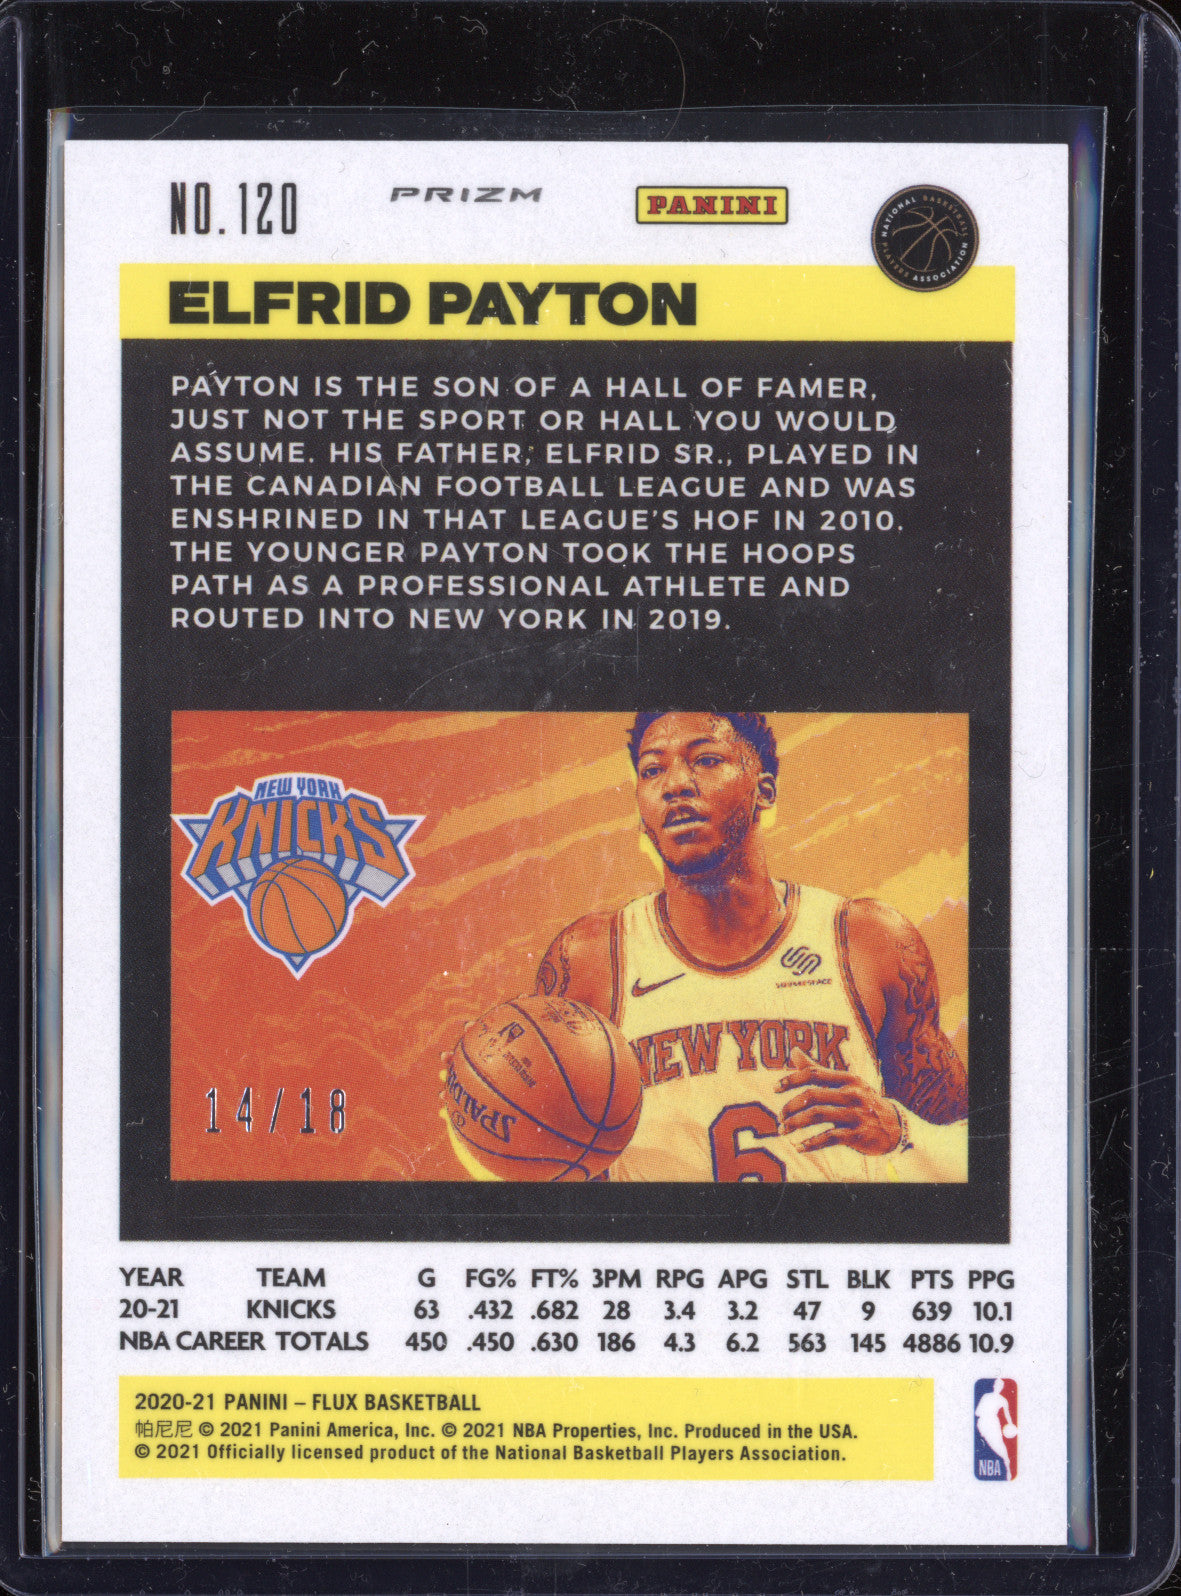 NO.120
PRIZM
PANINI
NATIONAL BASKETBALL PLAYERS ASSOCIATION
ELFRID PAYTON
PAYTON IS THE SON OF A HALL OF FAMER,
JUST NOT THE SPORT OR HALL YOU WOULD
ASSUME. HIS FATHER, ELFRID SR., PLAYED IN
THE CANADIAN FOOTBALL LEAGUE AND WAS
ENSHRINED IN THAT LEAGUE'S HOF IN 2010.
THE YOUNGER PAYTON TOOK THE HOOPS
PATH AS A PROFESSIONAL ATHLETE AND
ROUTED INTO NEW YORK IN 2019.
NEW YORK
KNICKS
SQUARESPACE
NEW YORK
6
SPALDING
14/18
YEAR TEAM G FG% FT% 3PM RPG APG STL BLK PTS PPG
20-21 KNICKS 63 .432 .682 28 3.4 3.2 47 9 639 10.1
NBA CAREER TOTALS 450 .450 .630 186 4.3 6.2 563 145 4886 10.9
2020-21 PANINI – FLUX BASKETBALL
帕尼尼 © 2021 Panini America, Inc. © 2021 NBA Properties, Inc. Produced in the USA.
© 2021 Officially licensed product of the National Basketball Players Association.
NBA